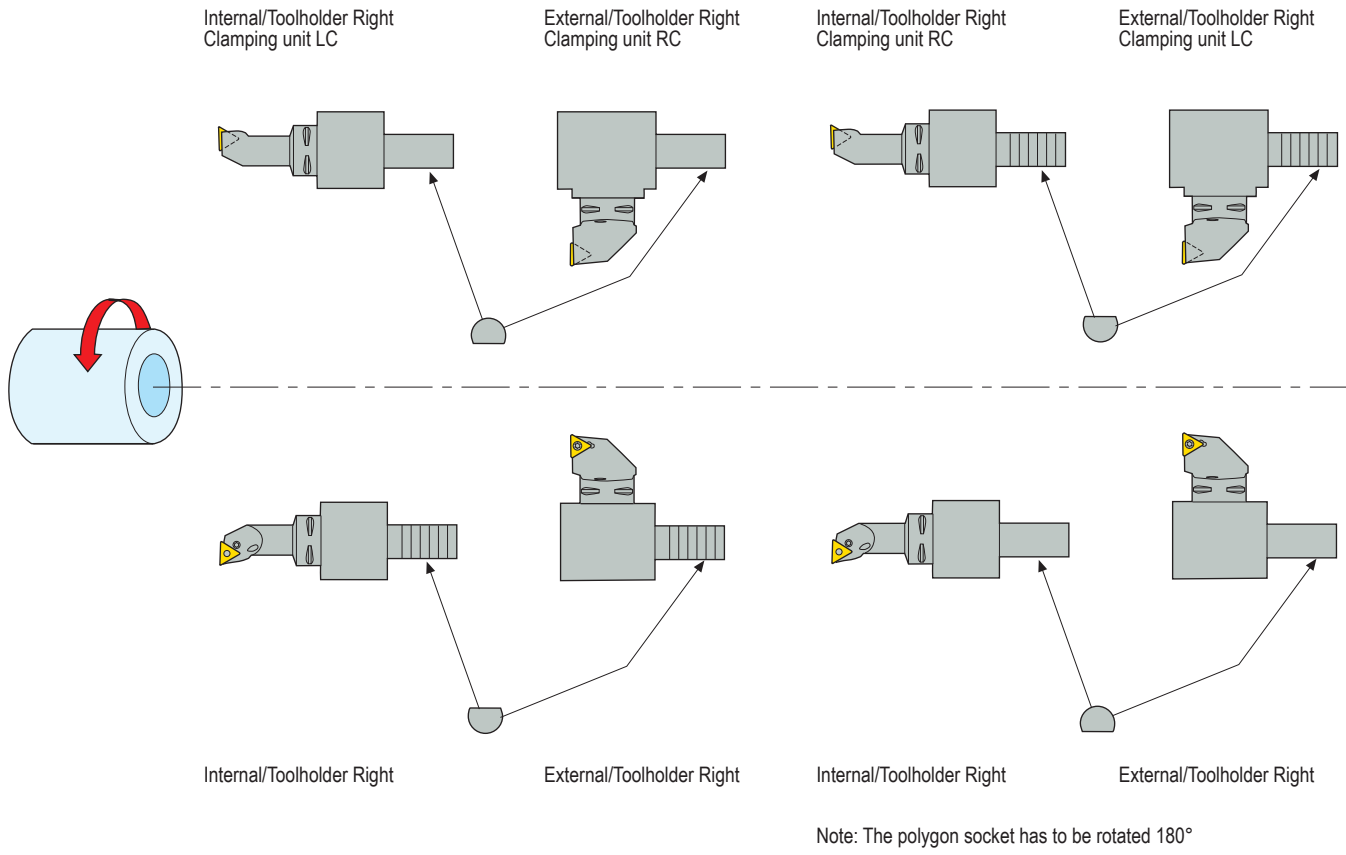 Internal/Toolholder Right
Clamping unit LC
External/Toolholder Right
Clamping unit RC
Internal/Toolholder Right
Clamping unit RC
External/Toolholder Right
Clamping unit LC
Internal/Toolholder Right
External/Toolholder Right
Internal/Toolholder Right
External/Toolholder Right
Note: The polygon socket has to be rotated 180°